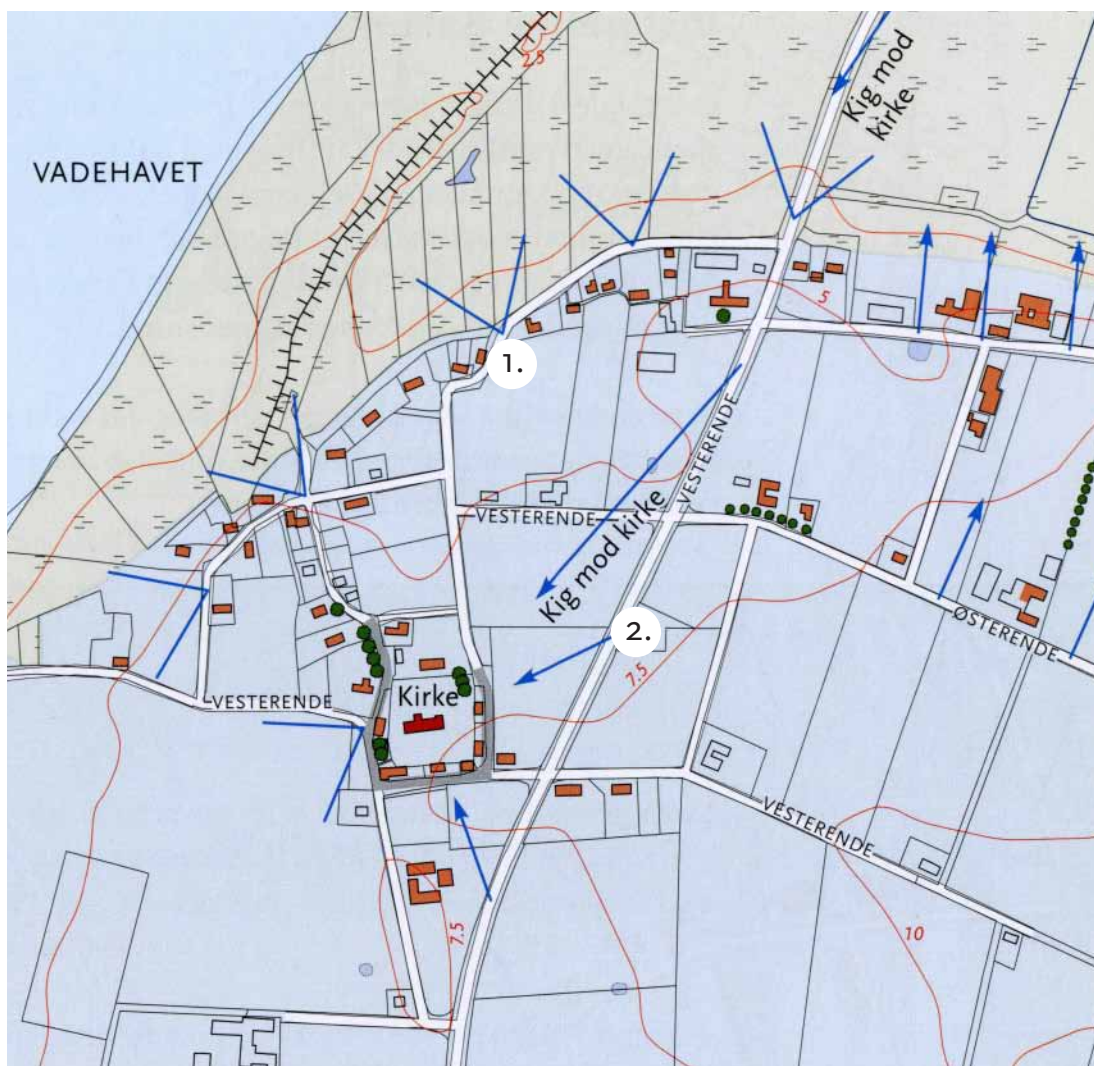 2.5
Kig mod
kirke
VADEHAVET
5
1.
VESTERENDE
VESTERENDE
Kig mod kirke
ØSTERENDE
2.
7.5
VESTERENDE
Kirke
VESTERENDE
7.5
10